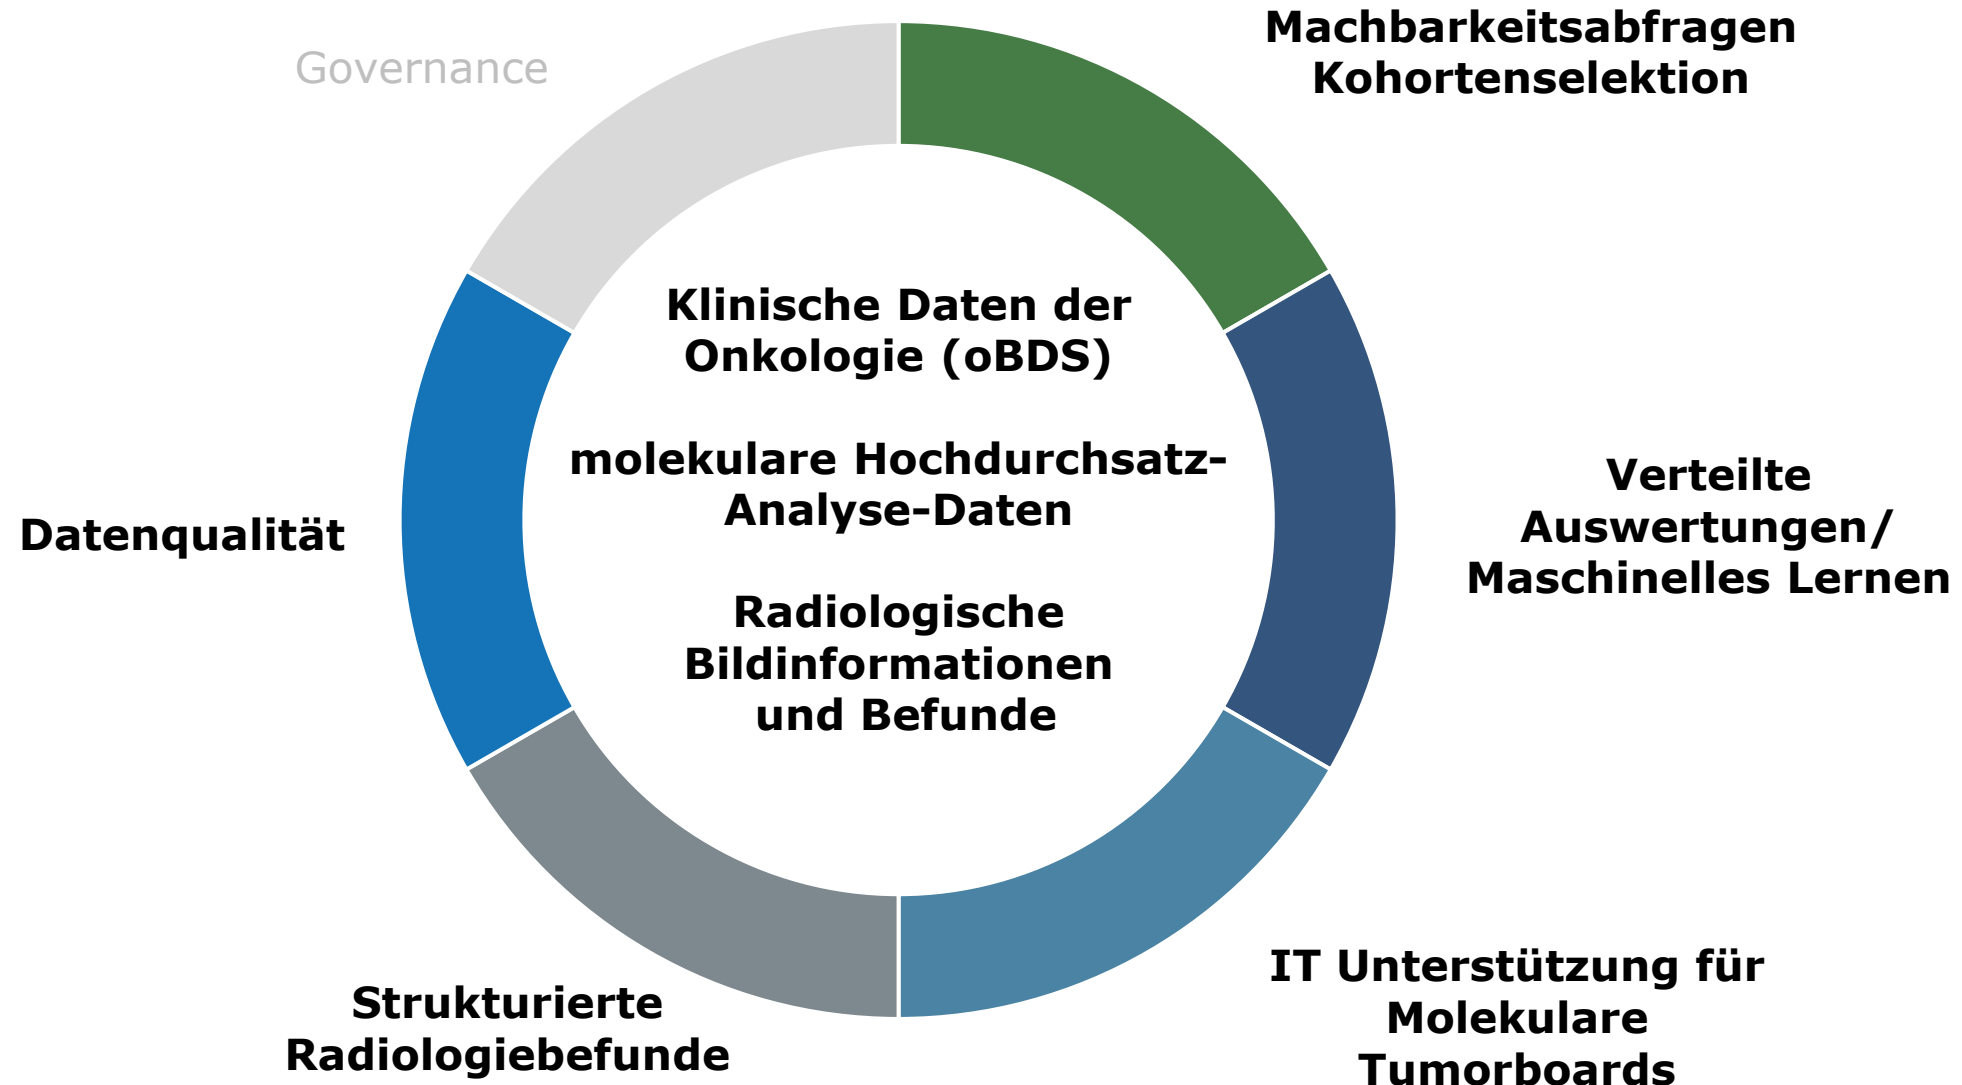 Governance
Machbarkeitsabfragen
Kohortenselektion
Klinische Daten der
Onkologie (oBDS)
molekulare Hochdurchsatz-
Analyse-Daten
Radiologische
Bildinformationen
und Befunde
Datenqualität
Verteilte
Auswertungen/
Maschinelles Lernen
Strukturierte
Radiologiebefunde
IT Unterstützung für
Molekulare
Tumorboards